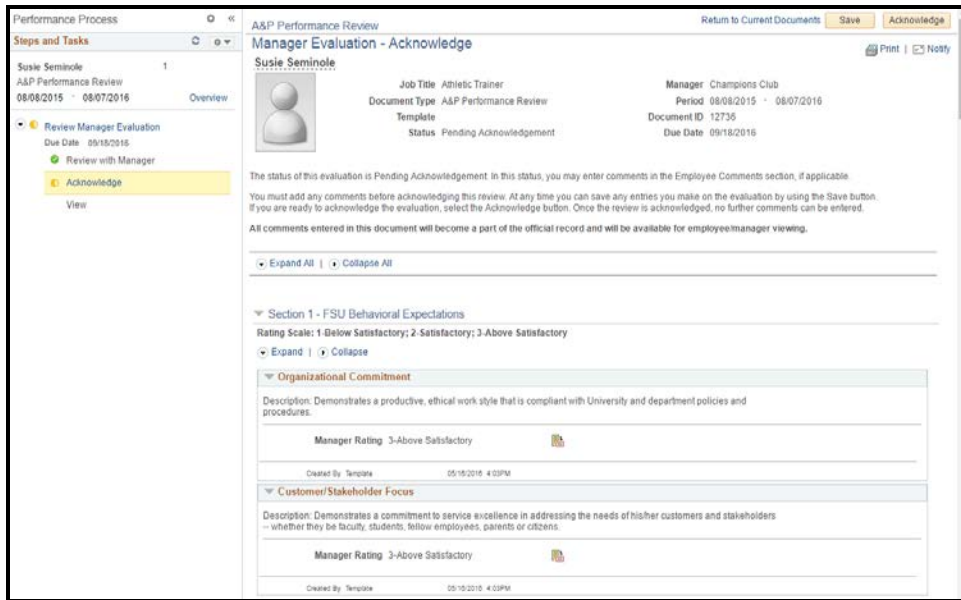 Performance Process
Steps and Tasks
Susie Seminole 1
A&P Performance Review
08/08/2015 - 08/07/2016 Overview
Review Manager Evaluation
Due Date 09/18/2016
Review with Manager
Acknowledge
View
A&P Performance Review
Return to Current Documents Save Acknowledge
Manager Evaluation - Acknowledge
Print | Notify
Susie Seminole
Job Title Athletic Trainer Manager Champions Club
Document Type A&P Performance Review Period 08/08/2015 - 08/07/2016
Template Document ID 12736
Status Pending Acknowledgement Due Date 09/18/2016
The status of this evaluation is Pending Acknowledgement. In this status, you may enter comments in the Employee Comments section, if applicable.
You must add any comments before acknowledging this review. At any time you can save any entries you make on the evaluation by using the Save button.
If you are ready to acknowledge the evaluation, select the Acknowledge button. Once the review is acknowledged, no further comments can be entered.
All comments entered in this document will become a part of the official record and will be available for employee/manager viewing.
Expand All | Collapse All
Section 1 - FSU Behavioral Expectations
Rating Scale: 1-Below Satisfactory; 2-Satisfactory; 3-Above Satisfactory
Expand | Collapse
Organizational Commitment
Description: Demonstrates a productive, ethical work style that is compliant with University and department policies and
procedures.
Manager Rating 3-Above Satisfactory
Created By Template 05/16/2016 4:03PM
Customer/Stakeholder Focus
Description: Demonstrates a commitment to service excellence in addressing the needs of his/her customers and stakeholders
-- whether they be faculty, students, fellow employees, parents or citizens.
Manager Rating 3-Above Satisfactory
Created By Template 05/16/2016 4:03PM